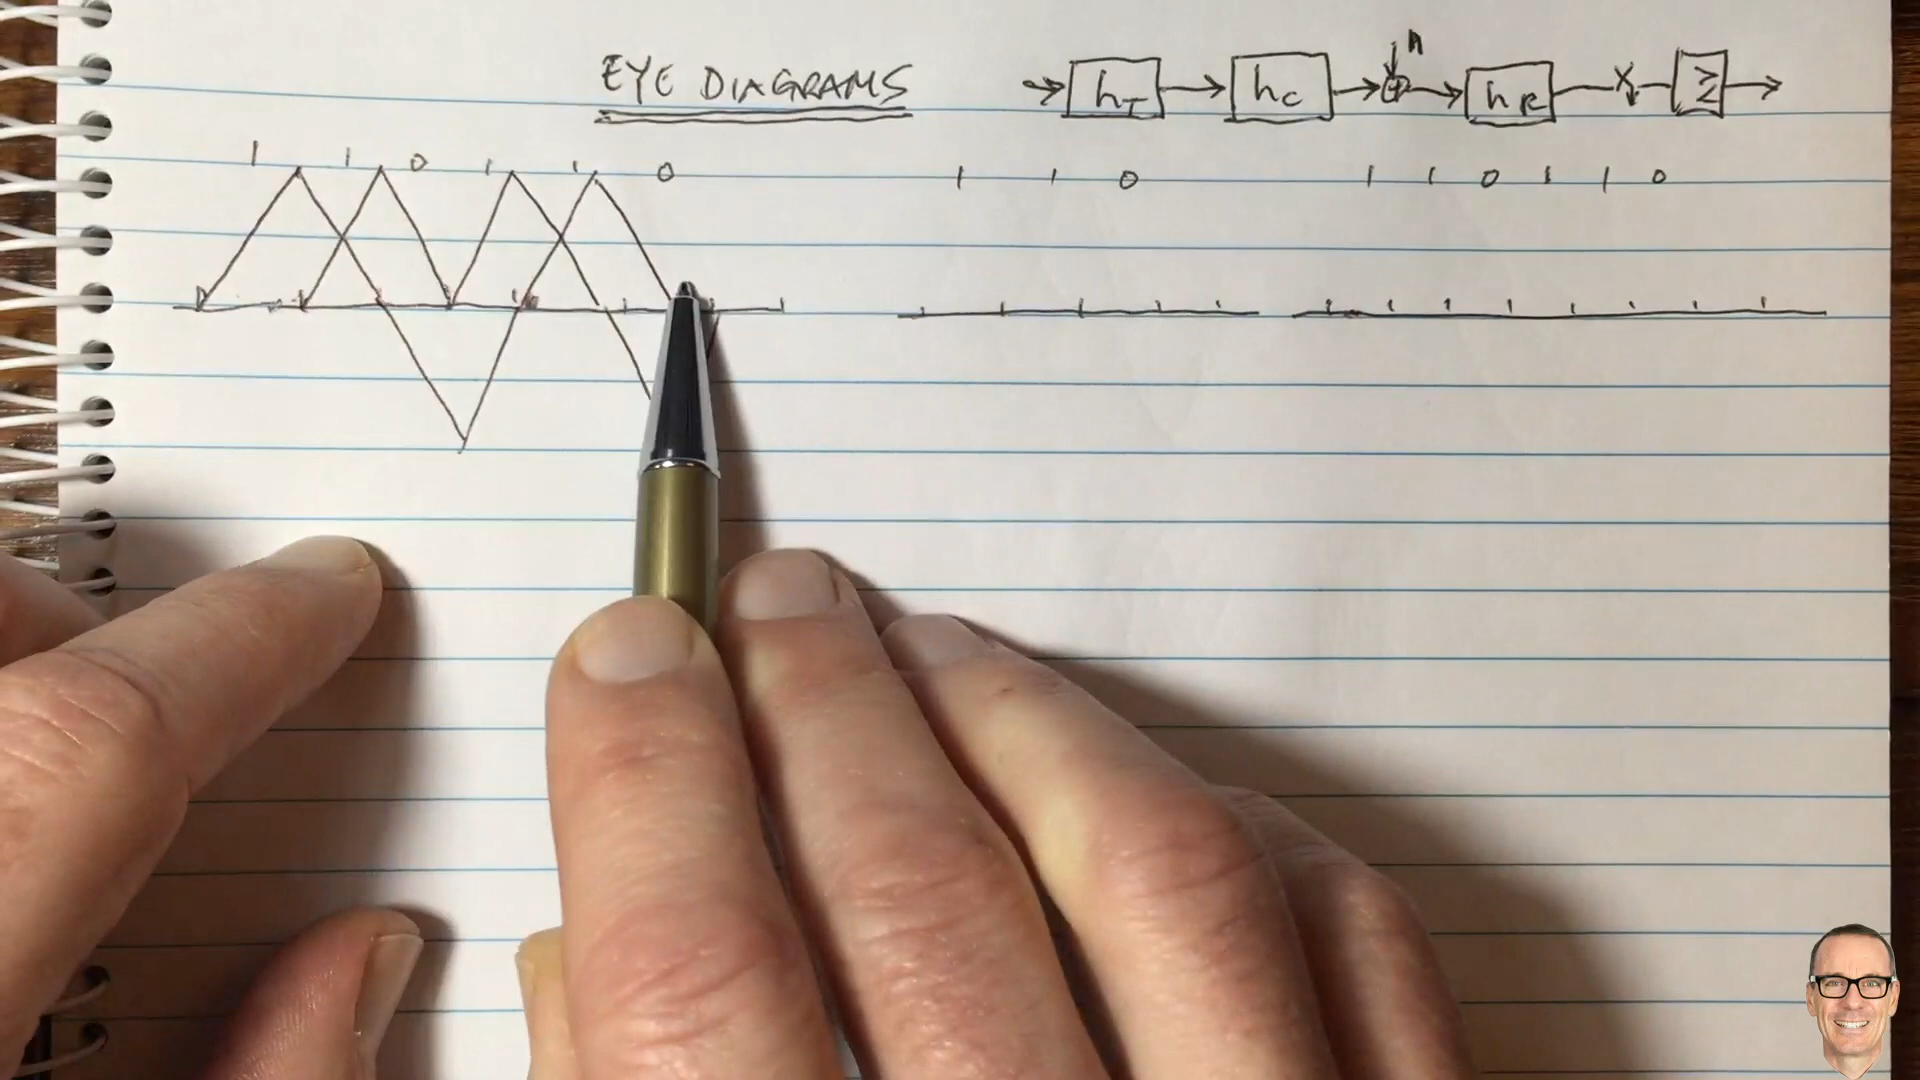 EYE DIAGRAMS
h_T h_C n h_R ≥
1 1 0 1 1 0
1 1 0
1 1 0 1 1 0